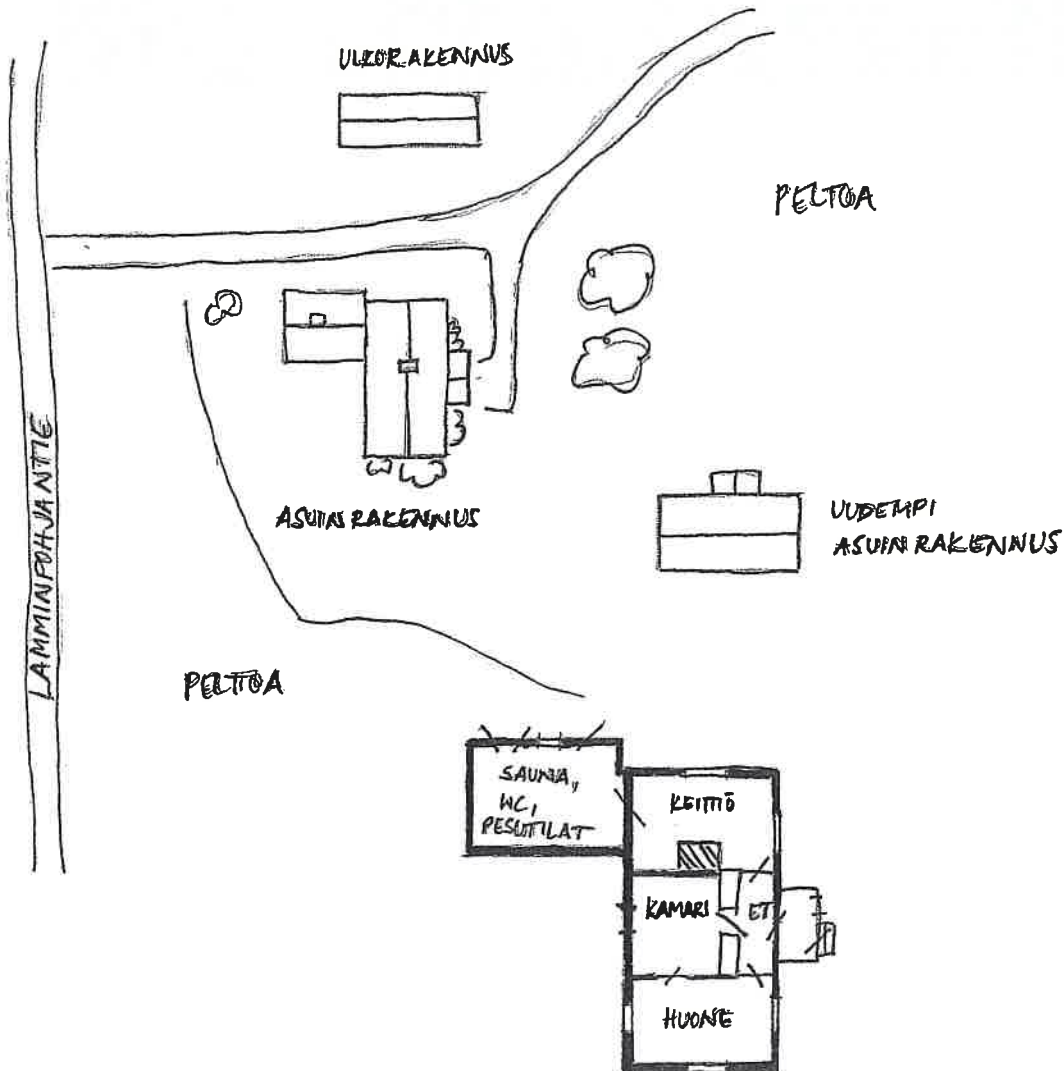 ULKORAKENNUS
PELTOA
LAMMINPOHJANTIE
ASUINRAKENNUS
UUDEMPI
ASUINRAKENNUS
PELTOA
SAUNA,
WC,
PESUTILAT
KEITTIÖ
KAMARI
ET
HUONE